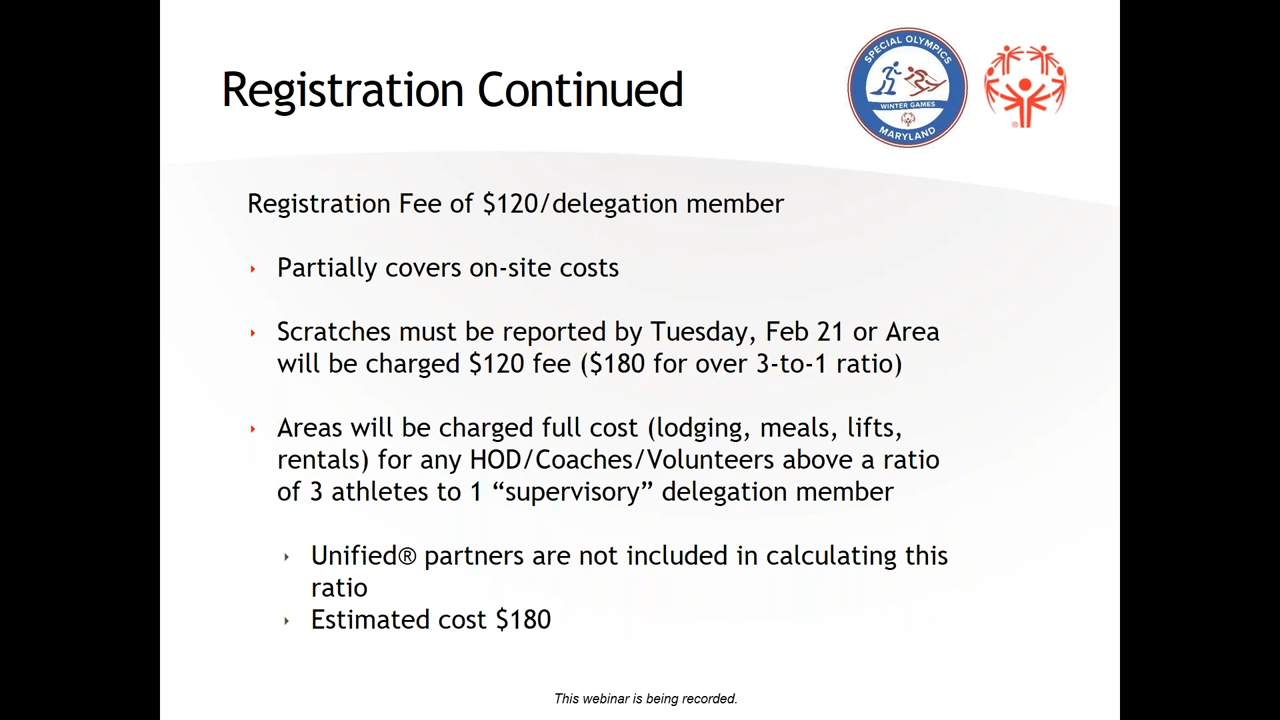 Registration Continued
SPECIAL OLYMPICS
WINTER GAMES
MARYLAND
®
Registration Fee of $120/delegation member
Partially covers on-site costs
Scratches must be reported by Tuesday, Feb 21 or Area
will be charged $120 fee ($180 for over 3-to-1 ratio)
Areas will be charged full cost (lodging, meals, lifts,
rentals) for any HOD/Coaches/Volunteers above a ratio
of 3 athletes to 1 “supervisory” delegation member
Unified® partners are not included in calculating this
ratio
Estimated cost $180
This webinar is being recorded.